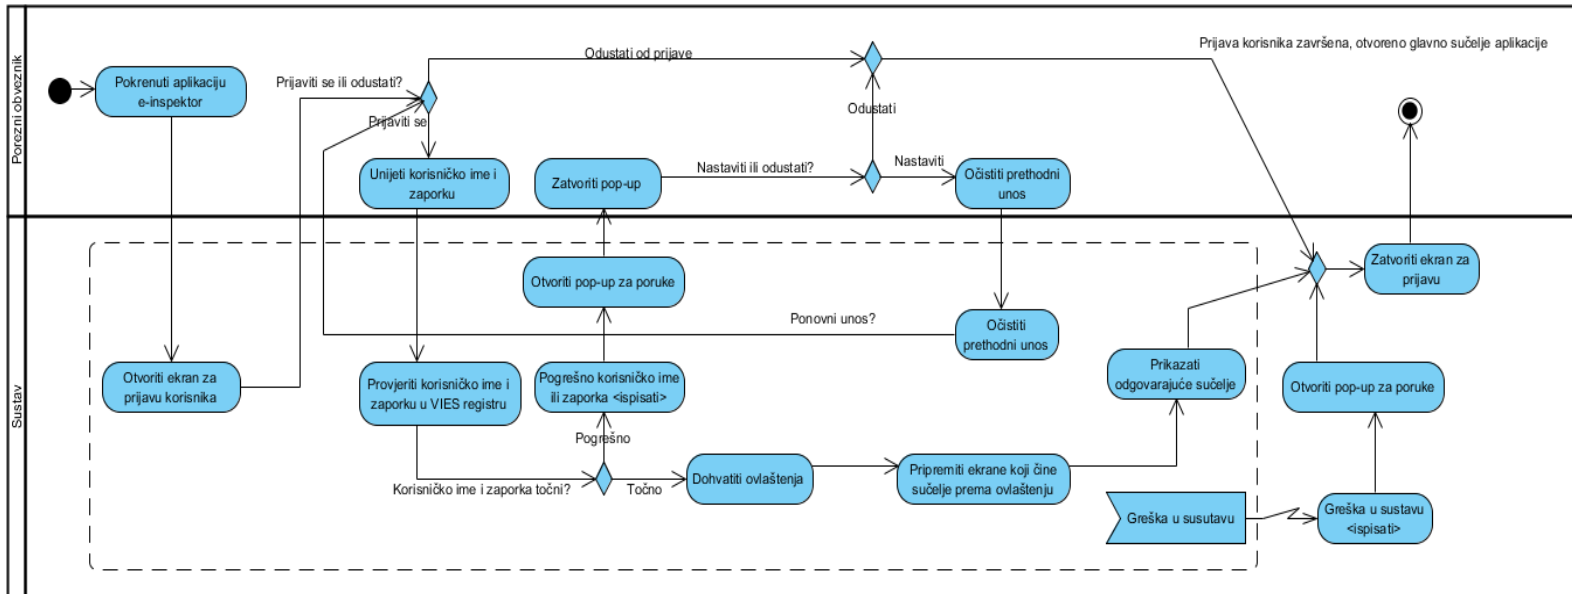 Porezni obveznik
Pokrenuti aplikaciju
e-inspektor
Prijaviti se ili odustati?
Odustati od prijave
Prijava korisnika završena, otvoreno glavno sučelje aplikacije
Prijaviti se
Odustati
Unijeti korisničko ime i
zaporku
Zatvoriti pop-up
Nastaviti ili odustati?
Nastaviti
Očistiti prethodni
unos
Sustav
Otvoriti pop-up za poruke
Zatvoriti ekran za
prijavu
Ponovni unos?
Očistiti
prethodni unos
Otvoriti ekran za
prijavu korisnika
Provjeriti korisničko ime i
zaporku u VIES registru
Pogrešno korisničko ime
ili zaporka <ispisati>
Prikazati
odgovarajuće sučelje
Otvoriti pop-up za poruke
Pogrešno
Korisničko ime i zaporka točni?
Točno
Dohvatiti ovlaštenja
Pripremiti ekrane koji čine
sučelje prema ovlaštenju
Greška u susutavu
Greška u sustavu
<ispisati>